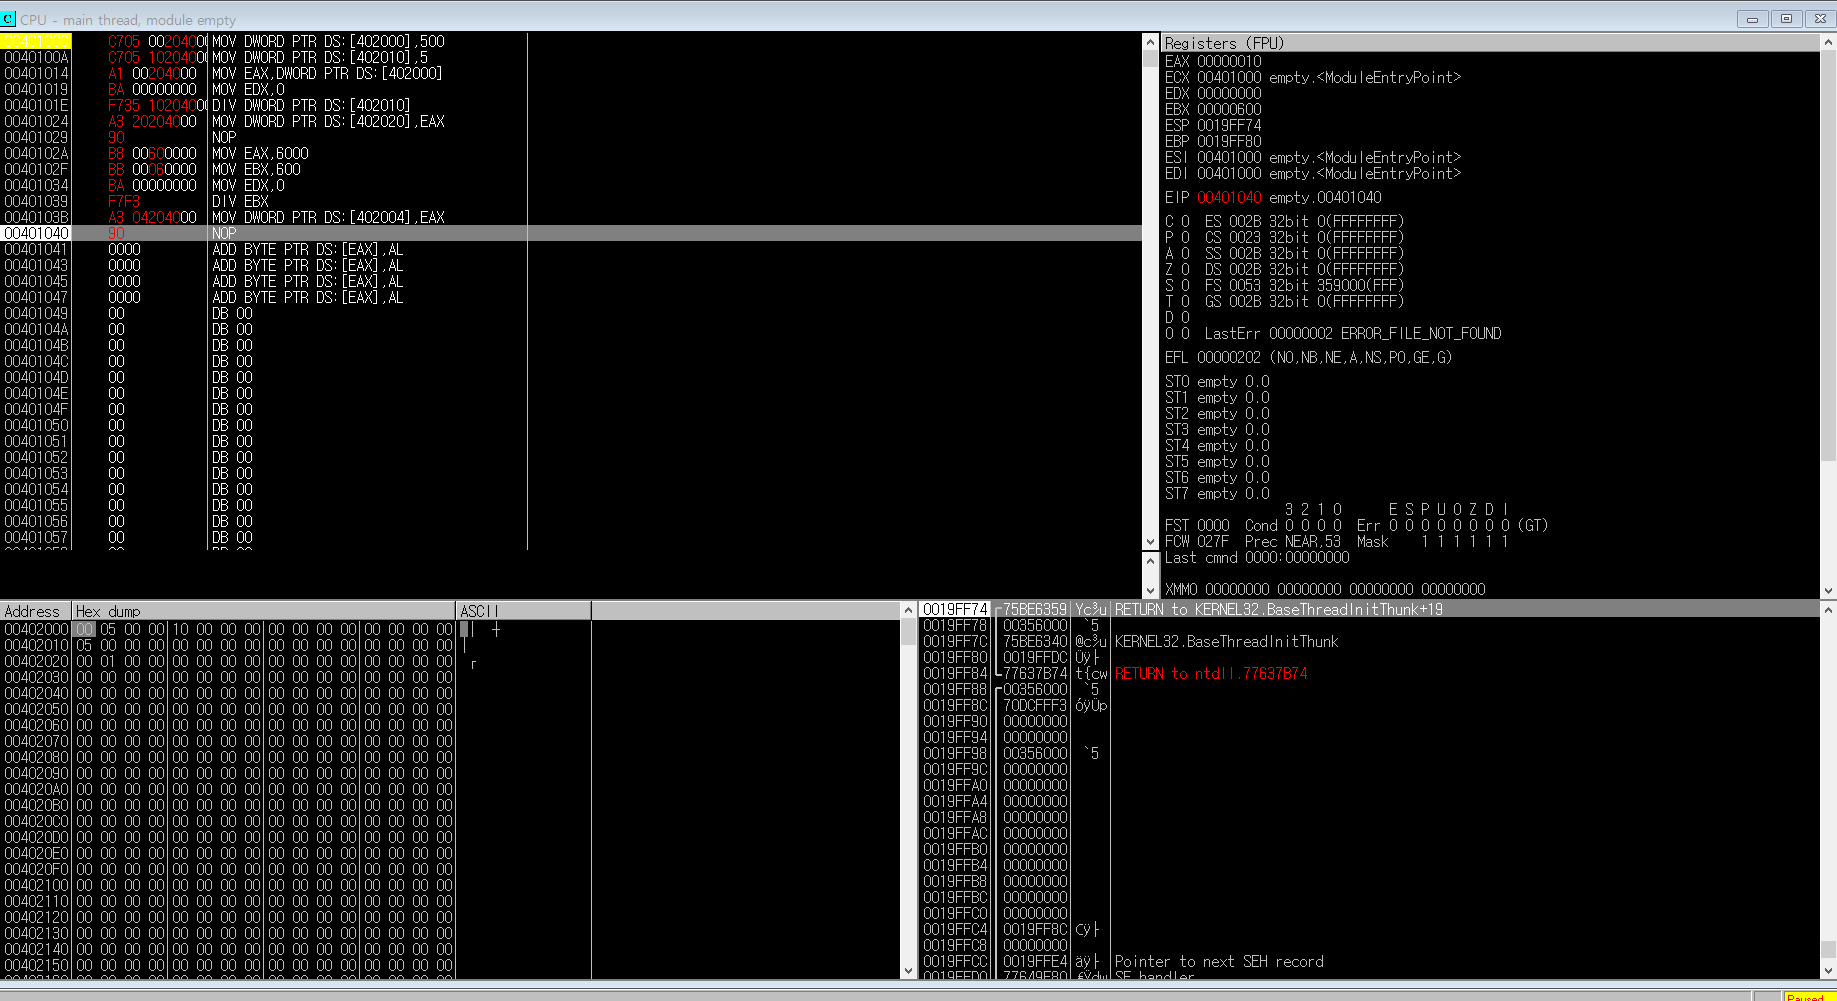 C CPU - main thread, module empty
00401000 C705 00204000 MOV DWORD PTR DS:[402000],500
0040100A C705 10204000 MOV DWORD PTR DS:[402010],5
00401014 A1 00204000 MOV EAX,DWORD PTR DS:[402000]
00401019 BA 00000000 MOV EDX,0
0040101E F735 10204000 DIV DWORD PTR DS:[402010]
00401024 A3 20204000 MOV DWORD PTR DS:[402020],EAX
00401029 90 NOP
0040102A B8 00600000 MOV EAX,6000
0040102F BB 00060000 MOV EBX,600
00401034 BA 00000000 MOV EDX,0
00401039 F7F3 DIV EBX
0040103B A3 04204000 MOV DWORD PTR DS:[402004],EAX
00401040 90 NOP
00401041 0000 ADD BYTE PTR DS:[EAX],AL
00401043 0000 ADD BYTE PTR DS:[EAX],AL
00401045 0000 ADD BYTE PTR DS:[EAX],AL
00401047 0000 ADD BYTE PTR DS:[EAX],AL
00401049 00 DB 00
0040104A 00 DB 00
0040104B 00 DB 00
0040104C 00 DB 00
0040104D 00 DB 00
0040104E 00 DB 00
0040104F 00 DB 00
00401050 00 DB 00
00401051 00 DB 00
00401052 00 DB 00
00401053 00 DB 00
00401054 00 DB 00
00401055 00 DB 00
00401056 00 DB 00
00401057 00 DB 00
Registers (FPU)
EAX 00000010
ECX 00401000 empty.<ModuleEntryPoint>
EDX 00000000
EBX 00000600
ESP 0019FF74
EBP 0019FF80
ESI 00401000 empty.<ModuleEntryPoint>
EDI 00401000 empty.<ModuleEntryPoint>
EIP 00401040 empty.00401040
C 0 ES 002B 32bit 0(FFFFFFFF)
P 0 CS 0023 32bit 0(FFFFFFFF)
A 0 SS 002B 32bit 0(FFFFFFFF)
Z 0 DS 002B 32bit 0(FFFFFFFF)
S 0 FS 0053 32bit 359000(FFF)
T 0 GS 002B 32bit 0(FFFFFFFF)
D 0
O 0 LastErr 00000002 ERROR_FILE_NOT_FOUND
EFL 00000202 (NO,NB,NE,A,NS,PO,GE,G)
ST0 empty 0.0
ST1 empty 0.0
ST2 empty 0.0
ST3 empty 0.0
ST4 empty 0.0
ST5 empty 0.0
ST6 empty 0.0
ST7 empty 0.0
3 2 1 0 E S P U O Z D I
FST 0000 Cond 0 0 0 0 Err 0 0 0 0 0 0 0 0 (GT)
FCW 027F Prec NEAR,53 Mask 1 1 1 1 1 1
Last cmnd 0000:00000000
XMM0 00000000 00000000 00000000 00000000
Address Hex dump ASCII
00402000 00 05 00 00 10 00 00 00 00 00 00 00 00 00 00 00
00402010 05 00 00 00 00 00 00 00 00 00 00 00 00 00 00 00
00402020 00 01 00 00 00 00 00 00 00 00 00 00 00 00 00 00
00402030 00 00 00 00 00 00 00 00 00 00 00 00 00 00 00 00
00402040 00 00 00 00 00 00 00 00 00 00 00 00 00 00 00 00
00402050 00 00 00 00 00 00 00 00 00 00 00 00 00 00 00 00
00402060 00 00 00 00 00 00 00 00 00 00 00 00 00 00 00 00
00402070 00 00 00 00 00 00 00 00 00 00 00 00 00 00 00 00
00402080 00 00 00 00 00 00 00 00 00 00 00 00 00 00 00 00
00402090 00 00 00 00 00 00 00 00 00 00 00 00 00 00 00 00
004020A0 00 00 00 00 00 00 00 00 00 00 00 00 00 00 00 00
004020B0 00 00 00 00 00 00 00 00 00 00 00 00 00 00 00 00
004020C0 00 00 00 00 00 00 00 00 00 00 00 00 00 00 00 00
004020D0 00 00 00 00 00 00 00 00 00 00 00 00 00 00 00 00
004020E0 00 00 00 00 00 00 00 00 00 00 00 00 00 00 00 00
004020F0 00 00 00 00 00 00 00 00 00 00 00 00 00 00 00 00
00402100 00 00 00 00 00 00 00 00 00 00 00 00 00 00 00 00
00402110 00 00 00 00 00 00 00 00 00 00 00 00 00 00 00 00
00402120 00 00 00 00 00 00 00 00 00 00 00 00 00 00 00 00
00402130 00 00 00 00 00 00 00 00 00 00 00 00 00 00 00 00
00402140 00 00 00 00 00 00 00 00 00 00 00 00 00 00 00 00
00402150 00 00 00 00 00 00 00 00 00 00 00 00 00 00 00 00
0019FF74 75BE6359 Yc¾u RETURN to KERNEL32.BaseThreadInitThunk+19
0019FF78 00356000 `5
0019FF7C 75BE6340 @c¾u KERNEL32.BaseThreadInitThunk
0019FF80 0019FFDC Üÿ
0019FF84 77637B74 t{cw RETURN to ntdll.77637B74
0019FF88 00356000 `5
0019FF8C 70DCFFF3 óÿÜp
0019FF90 00000000
0019FF94 00000000
0019FF98 00356000 `5
0019FF9C 00000000
0019FFA0 00000000
0019FFA4 00000000
0019FFA8 00000000
0019FFAC 00000000
0019FFB0 00000000
0019FFB4 00000000
0019FFB8 00000000
0019FFBC 00000000
0019FFC0 00000000
0019FFC4 0019FF8C ÿ
0019FFC8 00000000
0019FFCC 0019FFE4 äÿ Pointer to next SEH record
0019FFD0 77649F80 SE handler
Paused